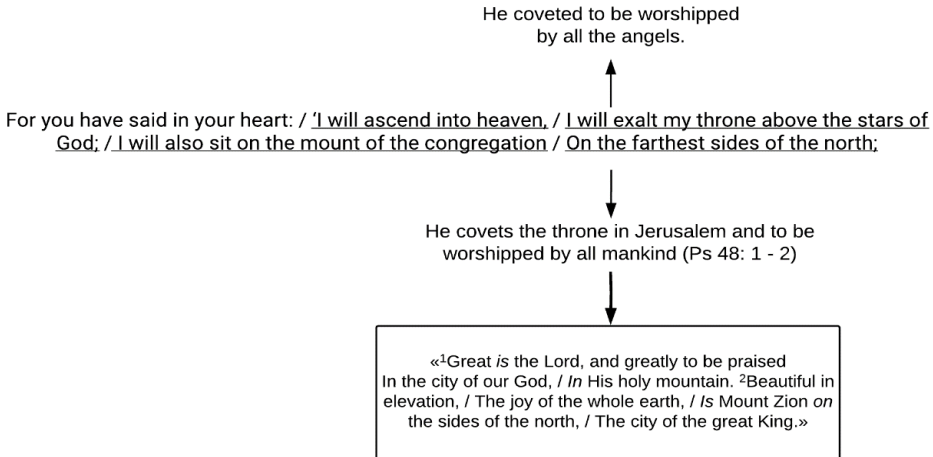 He coveted to be worshipped
by all the angels.
For you have said in your heart: / ‘I will ascend into heaven, / I will exalt my throne above the stars of
God; / I will also sit on the mount of the congregation / On the farthest sides of the north;
He covets the throne in Jerusalem and to be
worshipped by all mankind (Ps 48: 1 - 2)
«¹Great is the Lord, and greatly to be praised
In the city of our God, / In His holy mountain. ²Beautiful in
elevation, / The joy of the whole earth, / Is Mount Zion on
the sides of the north, / The city of the great King.»